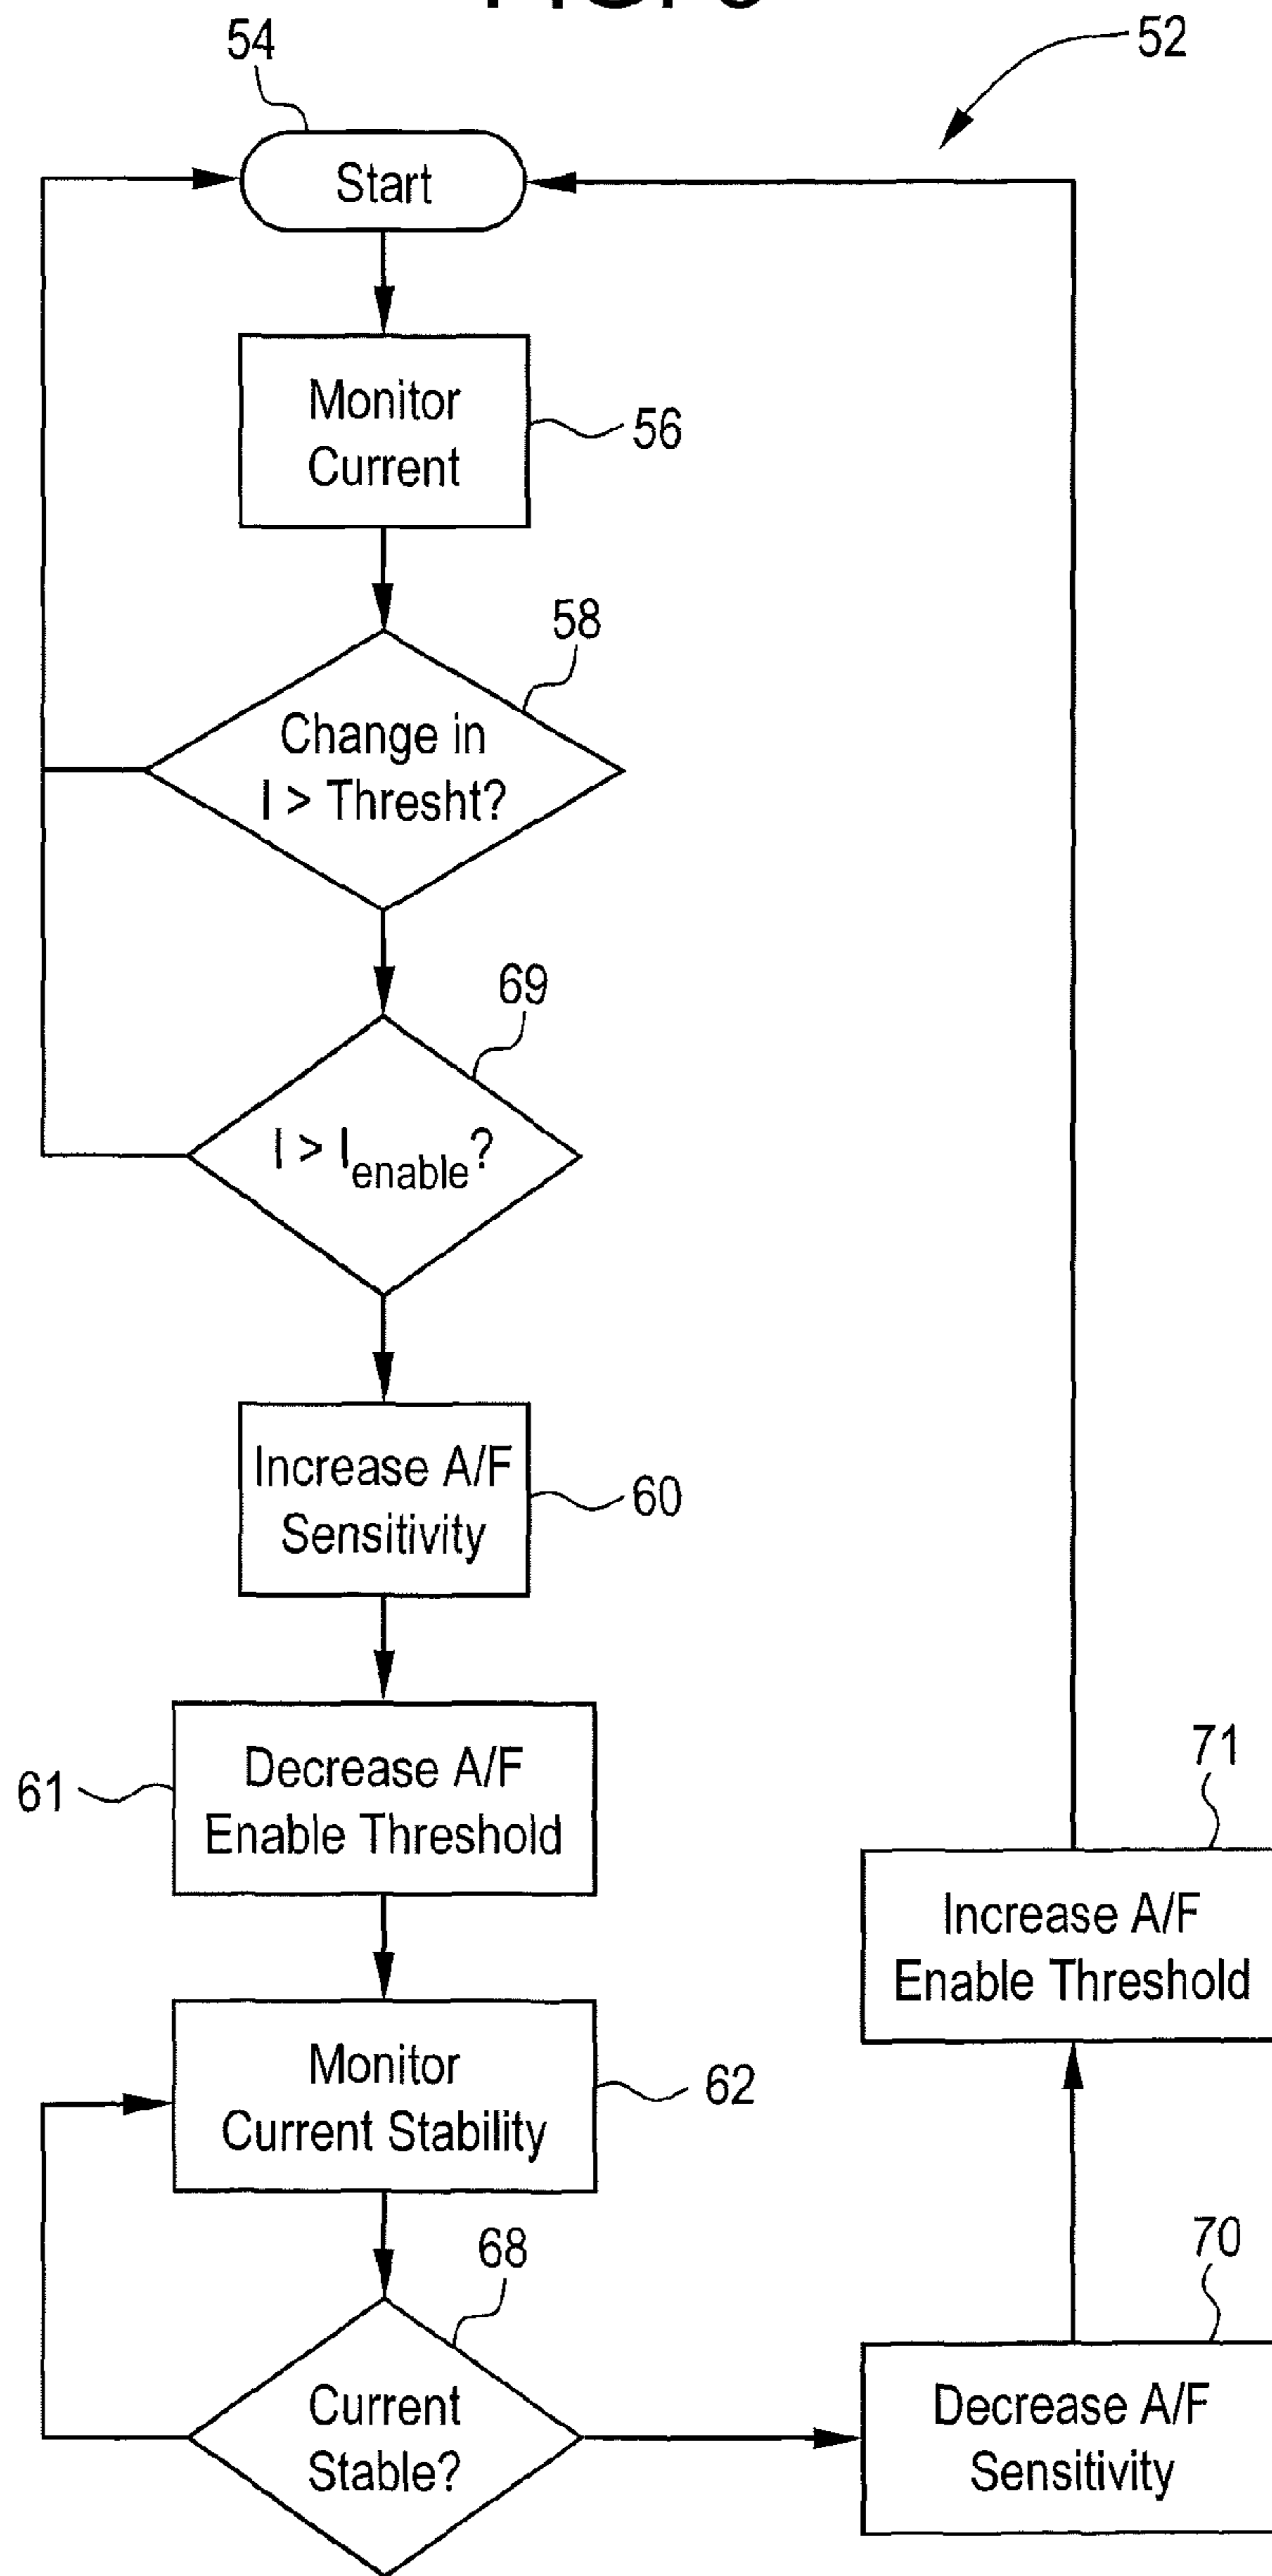 54
52
Start
Monitor
Current
56
58
Change in
I > Thresht?
69
I > Ienable?
Increase A/F
Sensitivity
60
61
Decrease A/F
Enable Threshold
71
Increase A/F
Enable Threshold
Monitor
Current Stability
62
68
70
Current
Stable?
Decrease A/F
Sensitivity